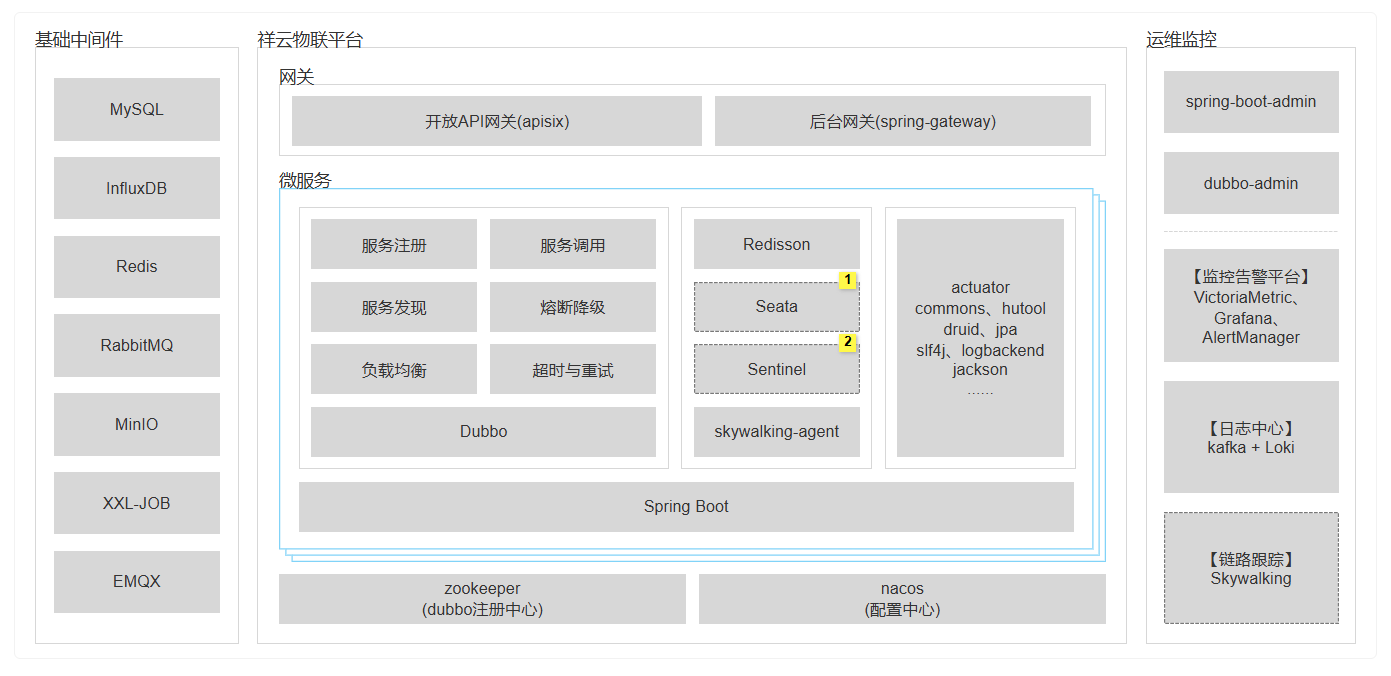 基础中间件
MySQL
InfluxDB
Redis
RabbitMQ
MinIO
XXL-JOB
EMQX
祥云物联平台
网关
开放API网关(apisix)
后台网关(spring-gateway)
微服务
服务注册
服务调用
服务发现
熔断降级
负载均衡
超时与重试
Dubbo
Redisson
1
Seata
2
Sentinel
skywalking-agent
actuator
commons、hutool
druid、jpa
slf4j、logbackend
jackson
……
Spring Boot
zookeeper
(dubbo注册中心)
nacos
(配置中心)
运维监控
spring-boot-admin
dubbo-admin
【监控告警平台】
VictoriaMetric、
Grafana、
AlertManager
【日志中心】
kafka + Loki
【链路跟踪】
Skywalking